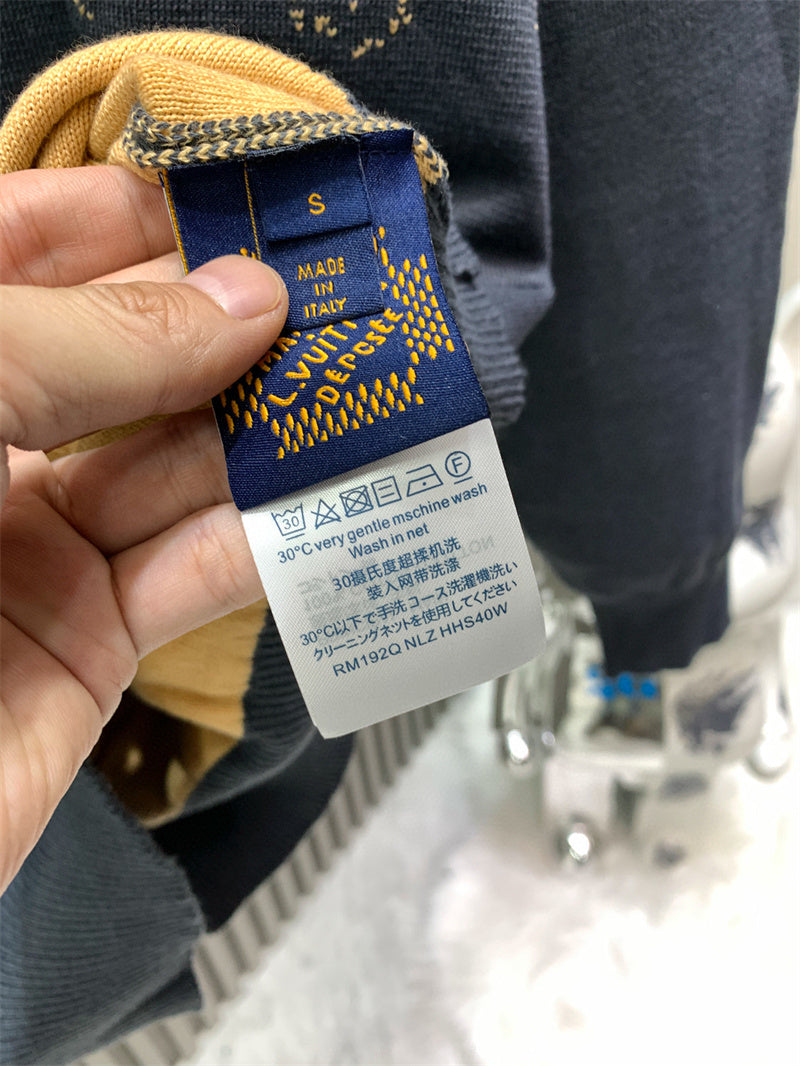 S
MADE
IN
ITALY
L.VUIT
DEPOSÉE
30
F
30°C very gentle mschine wash
Wash in net
30摄氏度超揉机洗
装入网带洗涤
30℃以下で手洗コース洗濯機洗い
クリーニングネットを使用してください
RM192Q NLZ HHS40W